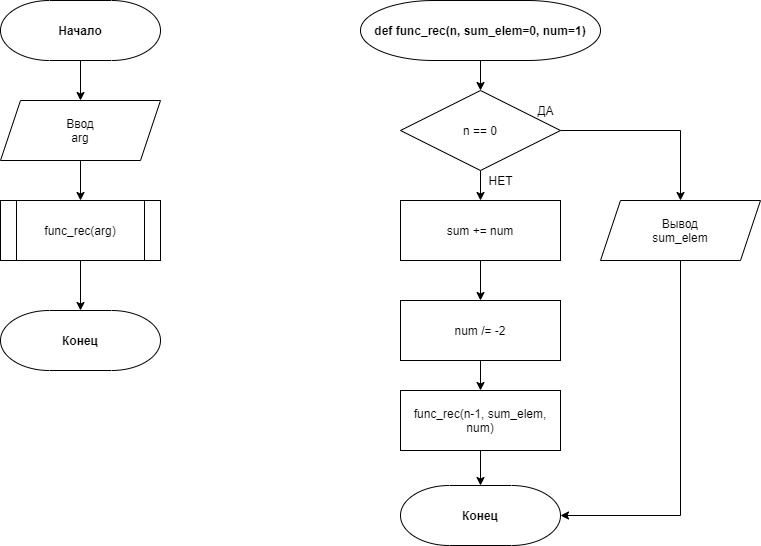 Начало
Ввод
arg
func_rec(arg)
Конец
def func_rec(n, sum_elem=0, num=1)
n == 0
ДА
НЕТ
sum += num
Вывод
sum_elem
num /= -2
func_rec(n-1, sum_elem,
num)
Конец